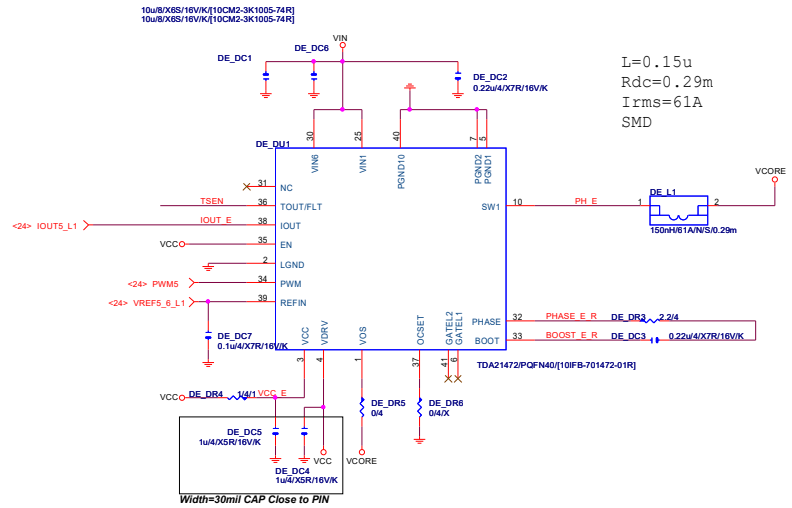 10u/8/X6S/16V/K/[10CM2-3K1005-74R]
10u/8/X6S/16V/K/[10CM2-3K1005-74R]
VIN
DE_DC1
DE_DC6
DE_DC2
0.22u/4/X7R/16V/K
L=0.15u
Rdc=0.29m
Irms=61A
SMD
DE_DU1
30
25
40
7
5
VIN6
VIN1
PGND10
PGND2
PGND1
31
NC
TSEN
36
TOUT/FLT
<24> IOUT5_L1
IOUT_E
38
IOUT
VCC
35
EN
2
LGND
<24> PWM5
34
PWM
<24> VREF5_6_L1
39
REFIN
SW1
10
PH_E
1
DE_L1
2
150nH/61A/N/S/0.29m
VCORE
PHASE
32
PHASE_E_R
DE_DR3
2.2/4
BOOT
33
BOOST_E_R
DE_DC3
0.22u/4/X7R/16V/K
DE_DC7
0.1u/4/X7R/16V/K
VCC
VDRV
VOS
OCSET
GATEL2
GATEL1
3
4
1
37
41
6
TDA21472/PQFN40/[10IFB-701472-01R]
VCC
DE_DR4
1/4/1
VCC_E
DE_DR5
0/4
DE_DR6
0/4/X
DE_DC5
1u/4/X5R/16V/K
VCC
VCORE
DE_DC4
1u/4/X5R/16V/K
Width=30mil CAP Close to PIN